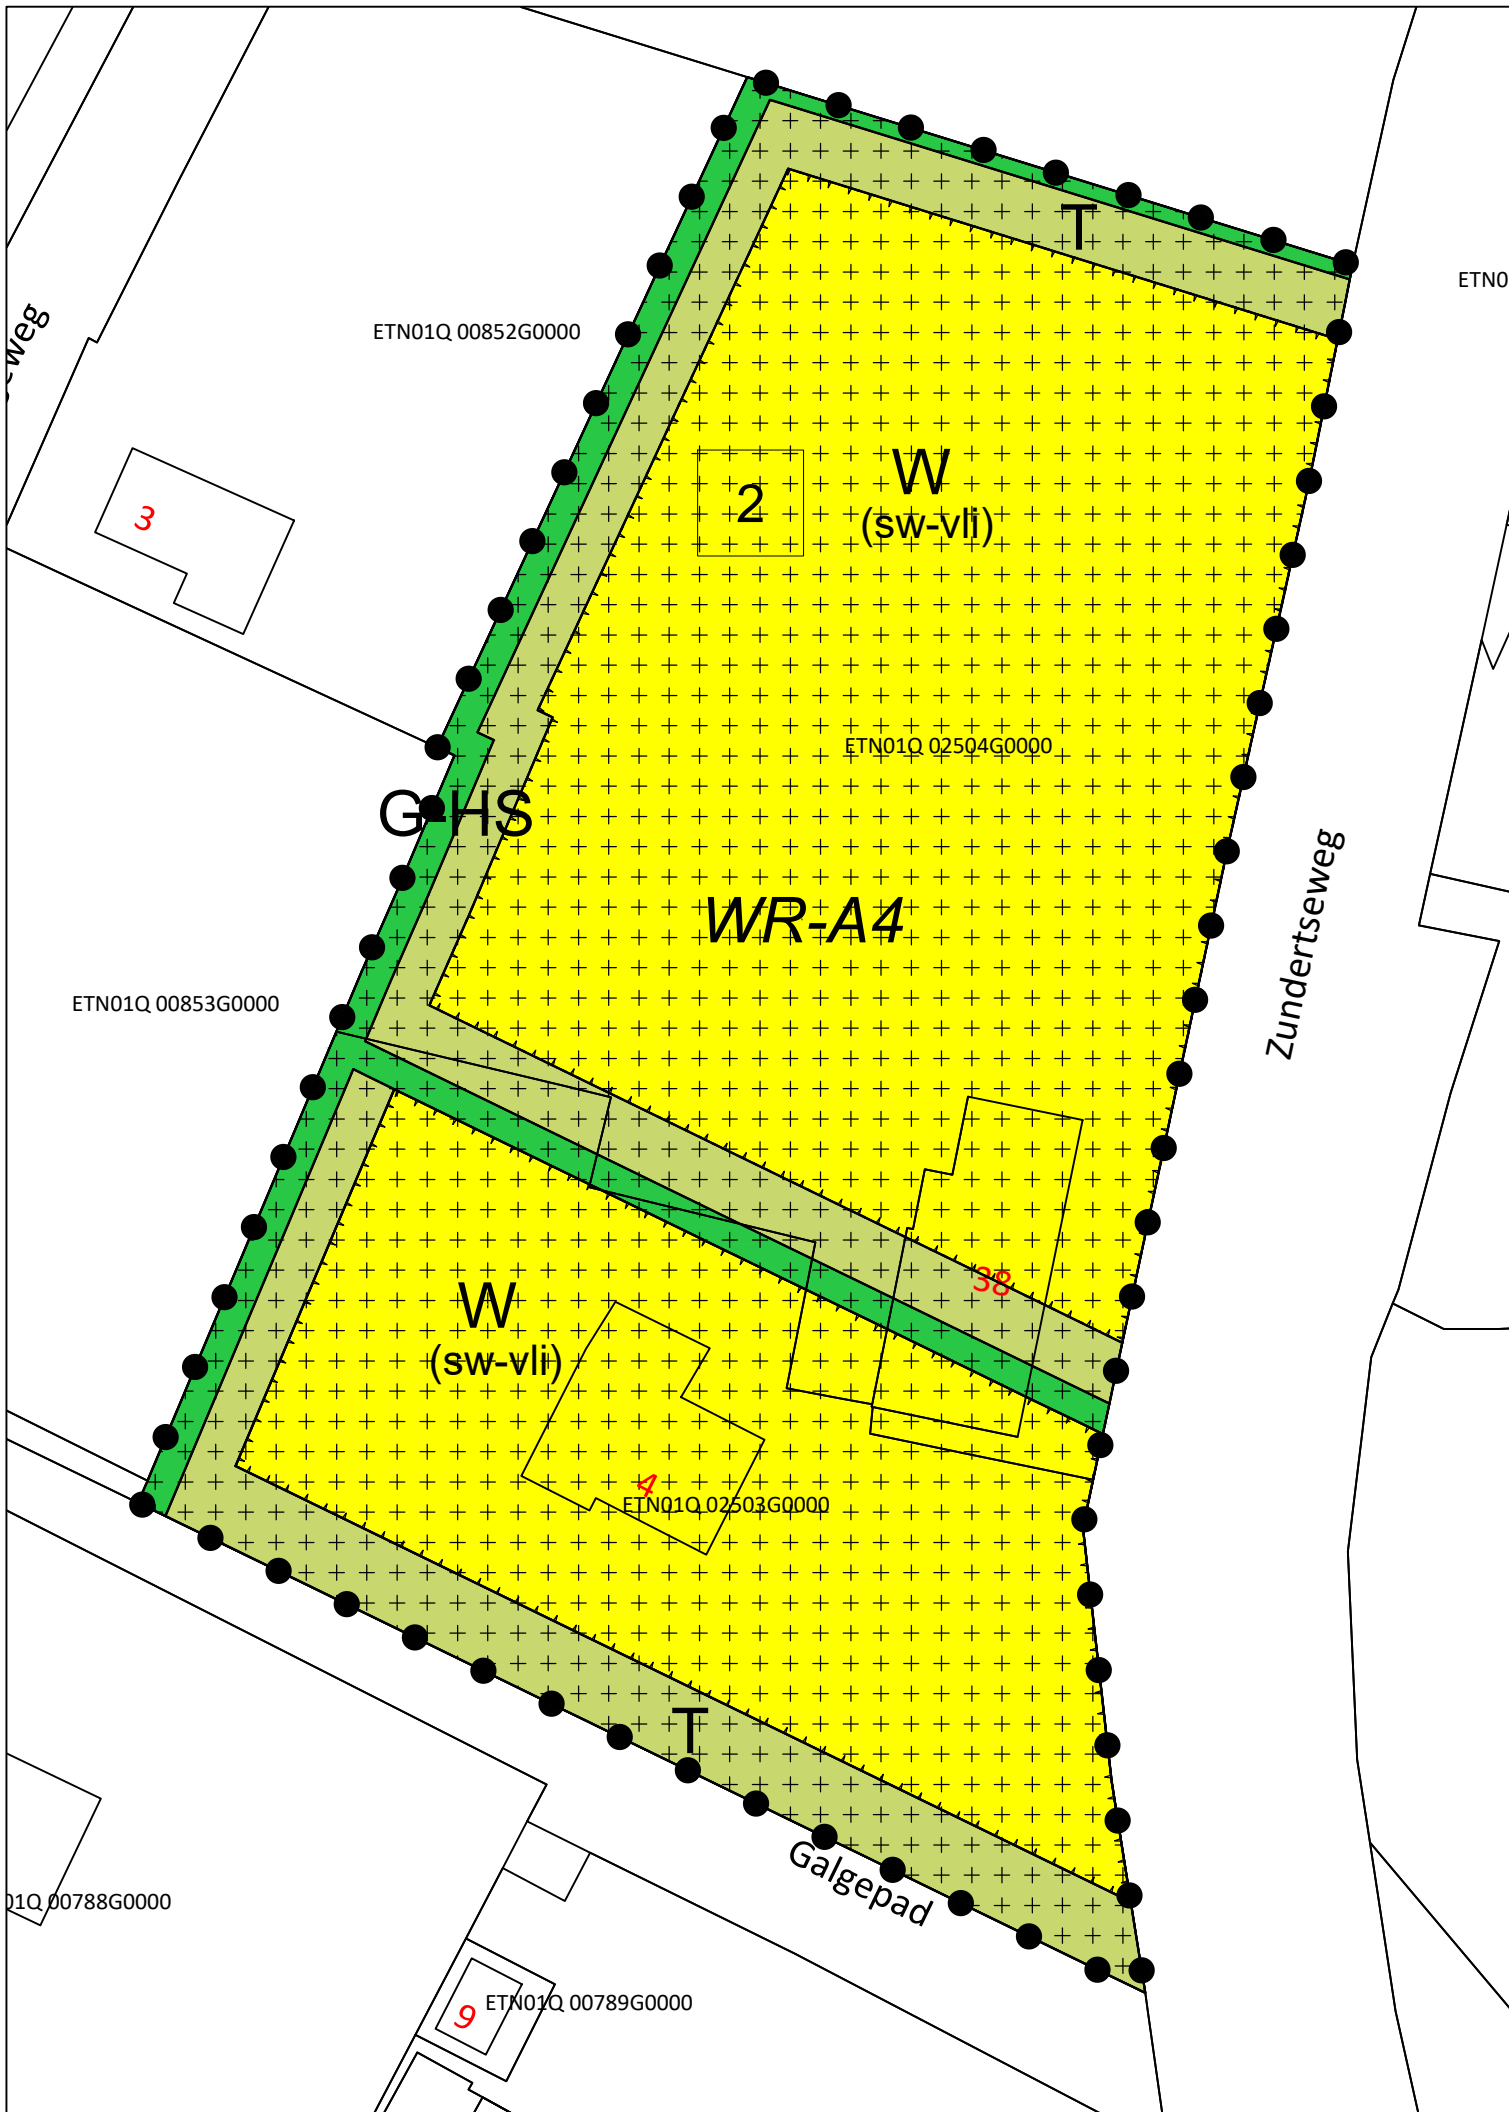 T
ETN0
eweg
ETN01Q 00852G0000
W
(sw-vli)
2
3
ETN01Q 02504G0000
G-HS
WR-A4
Zundertseweg
ETN01Q 00853G0000
38
W
(sw-vli)
4
ETN01Q 02503G0000
T
Galgepad
01Q 00788G0000
ETN01Q 00789G0000
9